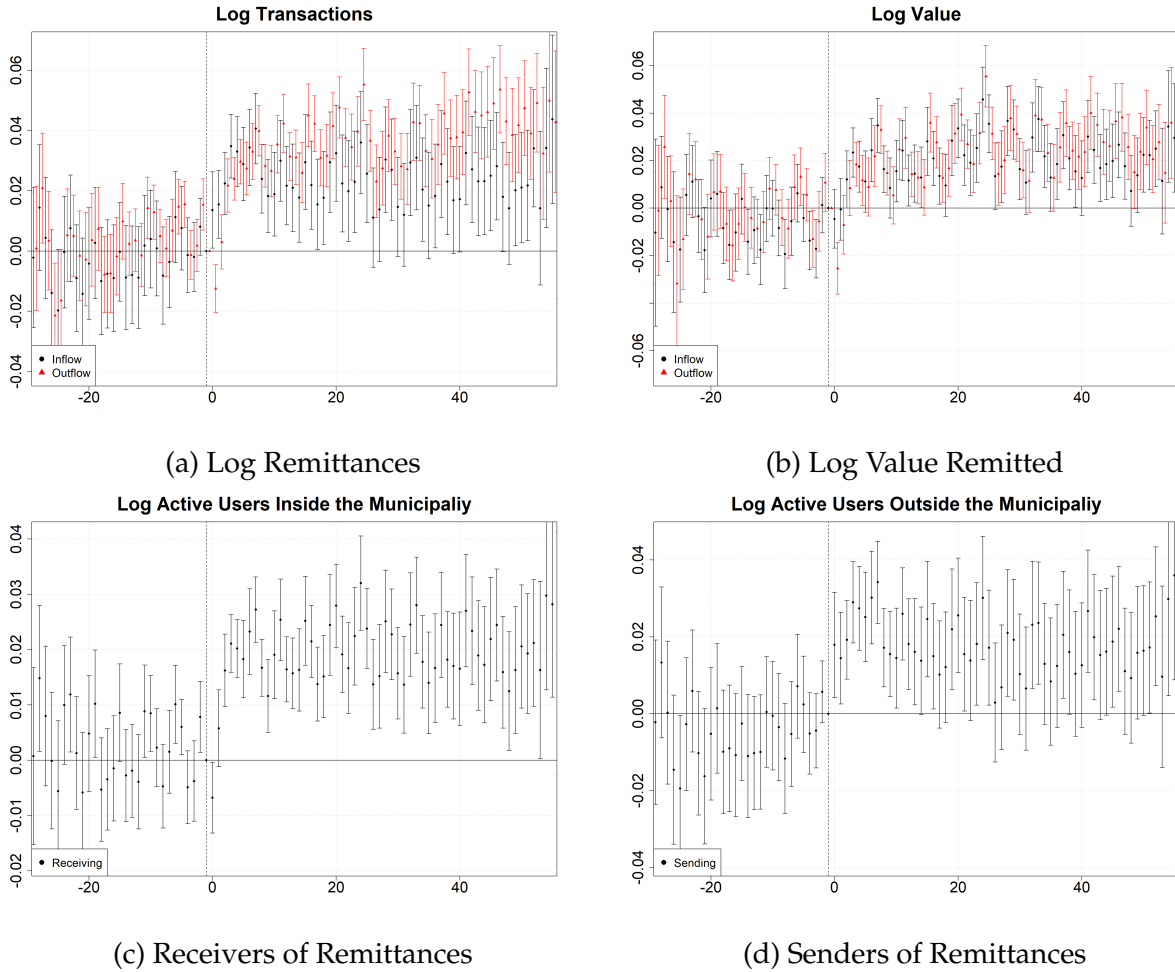 Log Transactions
0.06
0.04
0.02
0.00
-0.02
-0.04
Inflow
Outflow
-20 0 20 40
(a) Log Remittances
Log Value
0.06
0.04
0.02
0.00
-0.02
-0.06
Inflow
Outflow
-20 0 20 40
(b) Log Value Remitted
Log Active Users Inside the Municipaliy
0.04
0.03
0.02
0.01
0.00
-0.01
-0.02
Receiving
-20 0 20 40
(c) Receivers of Remittances
Log Active Users Outside the Municipaliy
0.04
0.02
0.00
-0.02
-0.04
Sending
-20 0 20 40
(d) Senders of Remittances